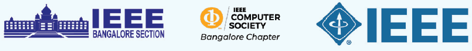 IEEE
BANGALORE SECTION
IEEE
COMPUTER
SOCIETY
Bangalore Chapter
IEEE